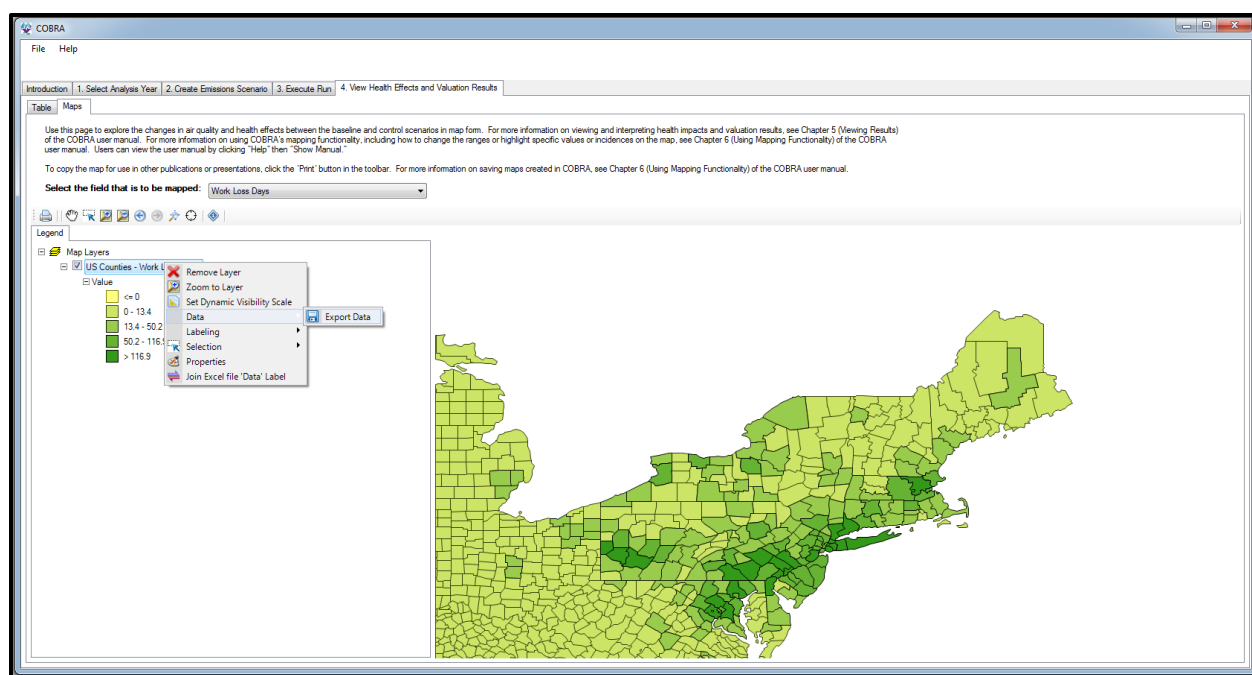 COBRA
File Help
Introduction 1. Select Analysis Year 2. Create Emissions Scenario 3. Execute Run 4. View Health Effects and Valuation Results
Table Maps
Use this page to explore the changes in air quality and health effects between the baseline and control scenarios in map form. For more information on viewing and interpreting health impacts and valuation results, see Chapter 5 (Viewing Results)
of the COBRA user manual. For more information on using COBRA's mapping functionality, including how to change the ranges or highlight specific values or incidences on the map, see Chapter 6 (Using Mapping Functionality) of the COBRA
user manual. Users can view the user manual by clicking "Help" then "Show Manual."
To copy the map for use in other publications or presentations, click the 'Print' button in the toolbar. For more information on saving maps created in COBRA, see Chapter 6 (Using Mapping Functionality) of the COBRA user manual.
Select the field that is to be mapped: Work Loss Days
Legend
Map Layers
US Counties - Work L
Value
<= 0
0 - 13.4
13.4 - 50.2
50.2 - 116.9
> 116.9
Remove Layer
Zoom to Layer
Set Dynamic Visibility Scale
Data
Export Data
Labeling
Selection
Properties
Join Excel file 'Data' Label